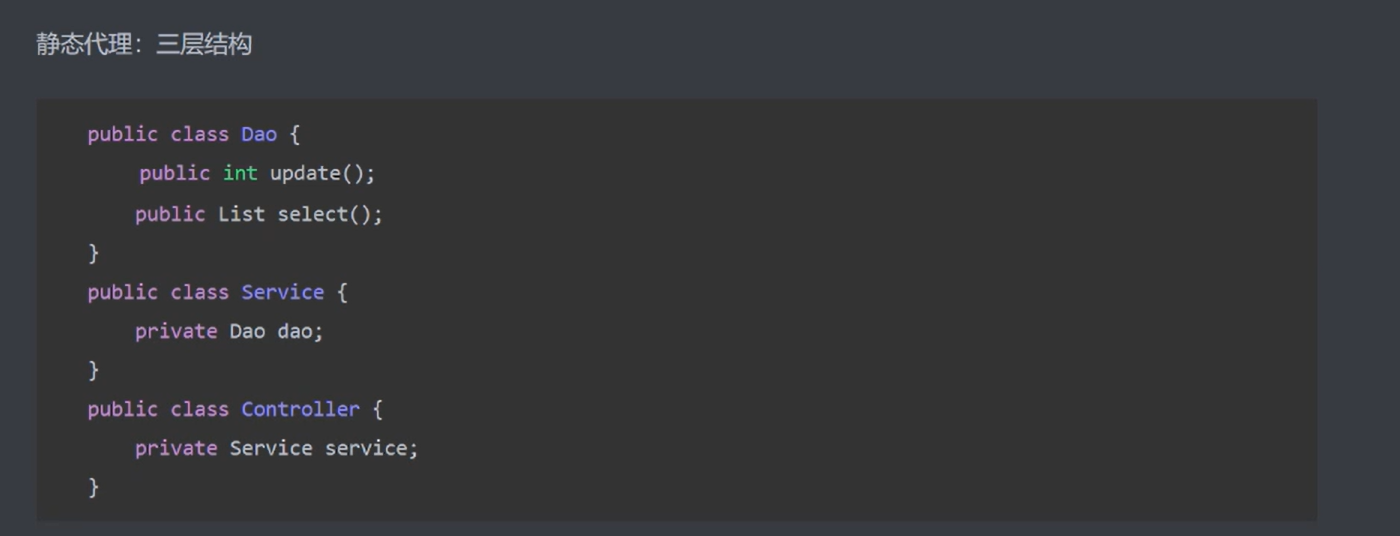 静态代理：三层结构
public class Dao {
public int update();
public List select();
}
public class Service {
private Dao dao;
}
public class Controller {
private Service service;
}